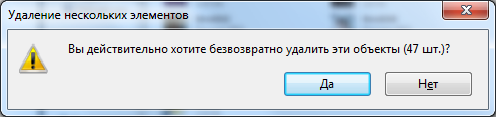 Удаление нескольких элементов
Вы действительно хотите безвозвратно удалить эти объекты (47 шт.)?
Да
Нет